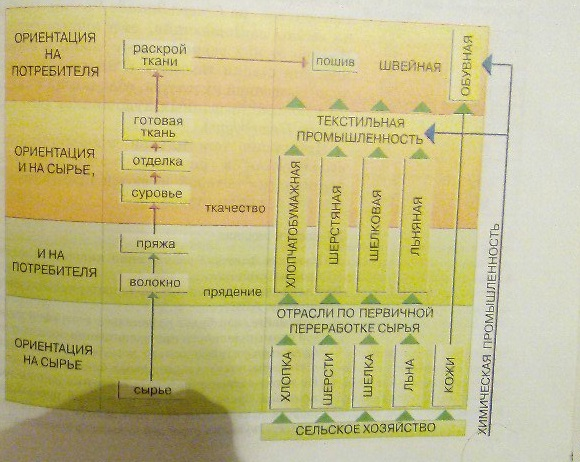 ОРИЕНТАЦИЯ
НА
ПОТРЕБИТЕЛЯ
раскрой
ткани
пошив
ШВЕЙНАЯ
ОБУВНАЯ
готовая
ткань
ТЕКСТИЛЬНАЯ
ПРОМЫШЛЕННОСТЬ
ОРИЕНТАЦИЯ
И НА СЫРЬЕ,
отделка
суровье
ткачество
ХЛОПЧАТОБУМАЖНАЯ
ШЕРСТЯНАЯ
ШЕЛКОВАЯ
ЛЬНЯНАЯ
И НА
ПОТРЕБИТЕЛЯ
пряжа
волокно
прядение
ОТРАСЛИ ПО ПЕРВИЧНОЙ
ПЕРЕРАБОТКЕ СЫРЬЯ
ОРИЕНТАЦИЯ
НА СЫРЬЕ
сырье
ХЛОПКА
ШЕРСТИ
ШЕЛКА
ЛЬНА
КОЖИ
СЕЛЬСКОЕ ХОЗЯЙСТВО
ХИМИЧЕСКАЯ ПРОМЫШЛЕННОСТЬ